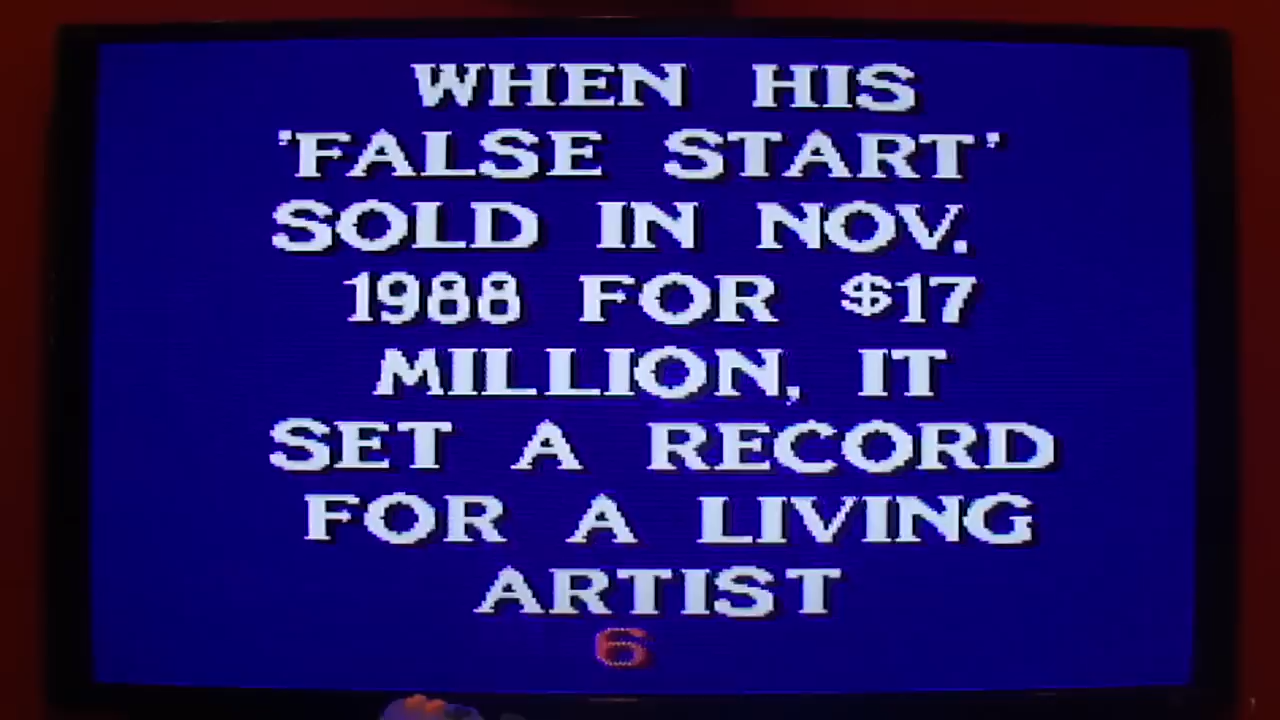 WHEN HIS
'FALSE START'
SOLD IN NOV.
1988 FOR $17
MILLION, IT
SET A RECORD
FOR A LIVING
ARTIST
6